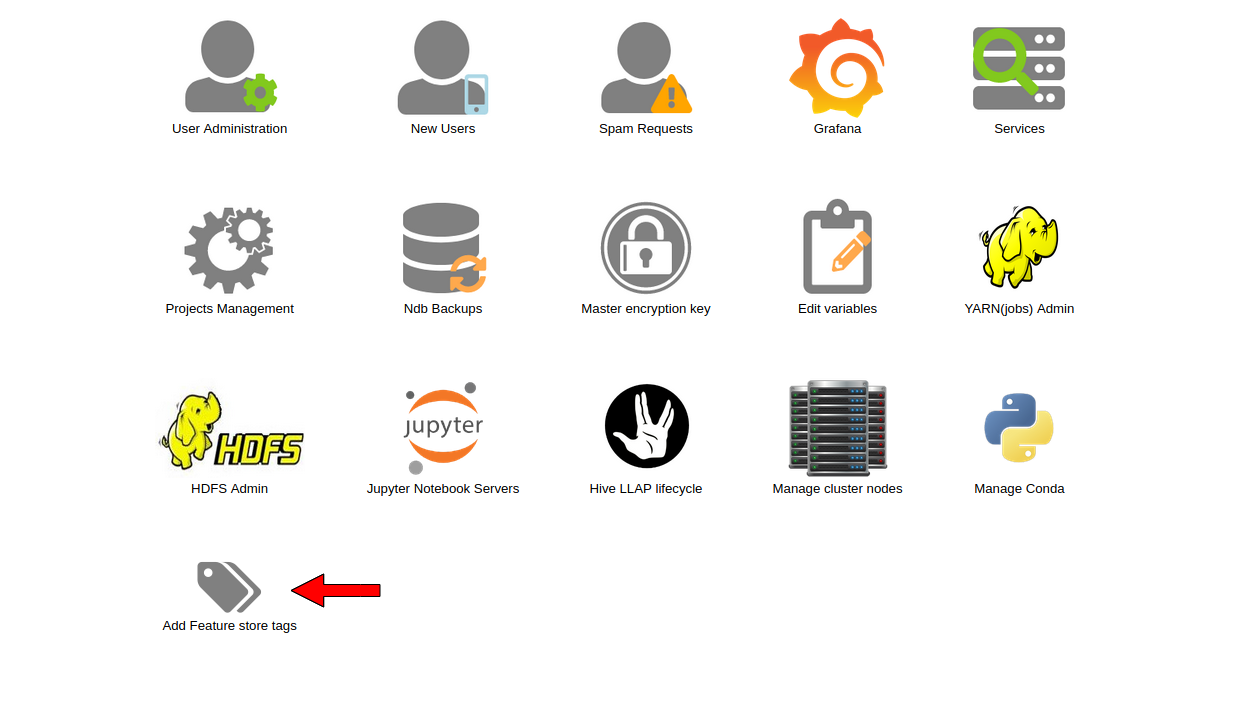 User Administration
New Users
Spam Requests
Grafana
Services
Projects Management
Ndb Backups
Master encryption key
Edit variables
YARN(jobs) Admin
HDFS
jupyter
HDFS Admin
Jupyter Notebook Servers
Hive LLAP lifecycle
Manage cluster nodes
Manage Conda
Add Feature store tags